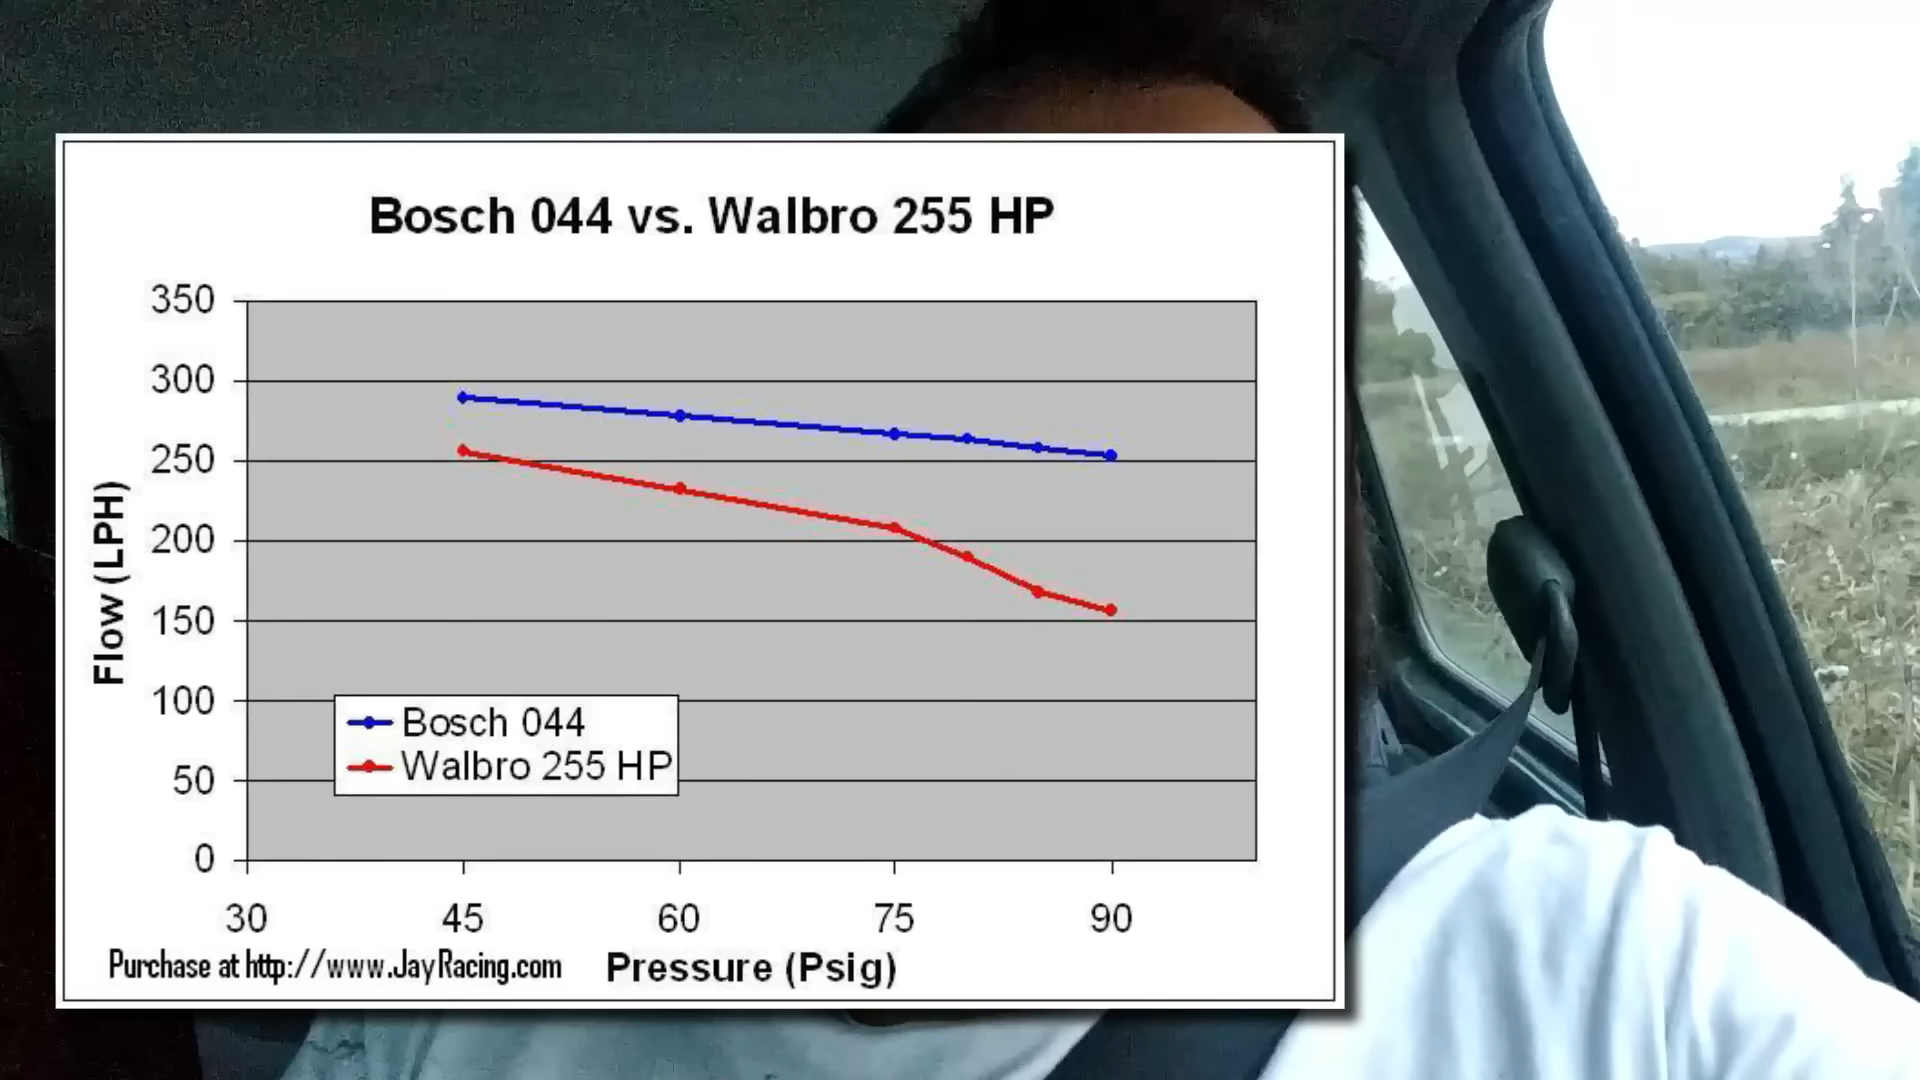 Bosch 044 vs. Walbro 255 HP
350
300
250
200
150
100
50
0
Flow (LPH)
Bosch 044
Walbro 255 HP
30 45 60 75 90
Purchase at http://www.JayRacing.com
Pressure (Psig)